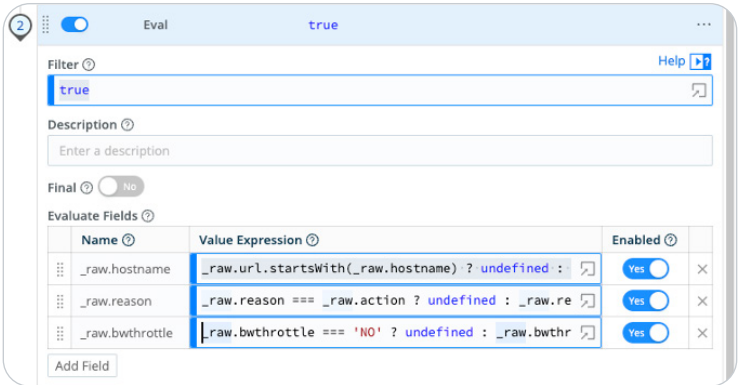 2 Eval true ...
Filter
Help
true
Description
Enter a description
Final No
Evaluate Fields
Name Value Expression Enabled
_raw.hostname _raw.url.startsWith(_raw.hostname) ? undefined : Yes
_raw.reason _raw.reason === _raw.action ? undefined : _raw.re Yes
_raw.bwthrottle _raw.bwthrottle === 'NO' ? undefined : _raw.bwthr Yes
Add Field